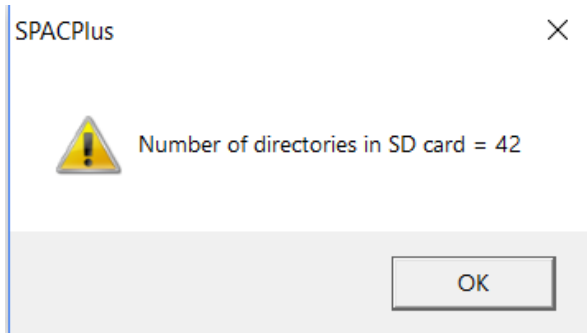 SPACPlus
Number of directories in SD card = 42
OK